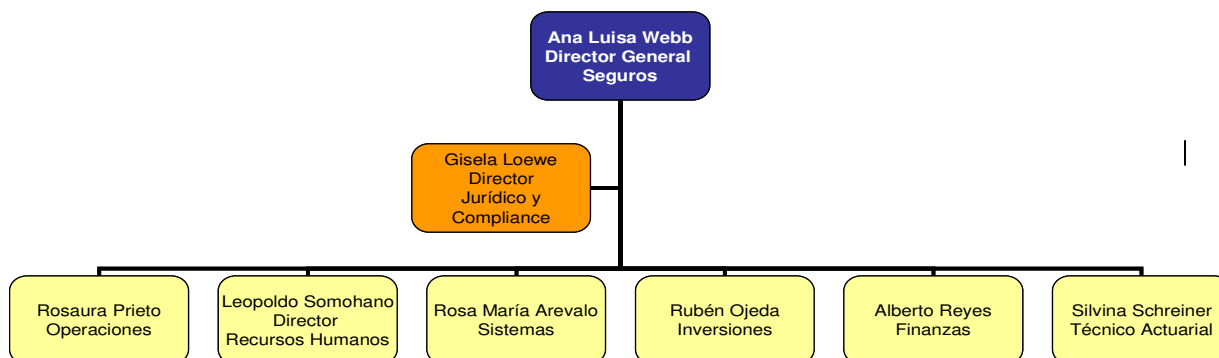 Ana Luisa Webb
Director General
Seguros
Gisela Loewe
Director
Jurídico y
Compliance
Rosaura Prieto
Operaciones
Leopoldo Somohano
Director
Recursos Humanos
Rosa María Arevalo
Sistemas
Rubén Ojeda
Inversiones
Alberto Reyes
Finanzas
Silvina Schreiner
Técnico Actuarial